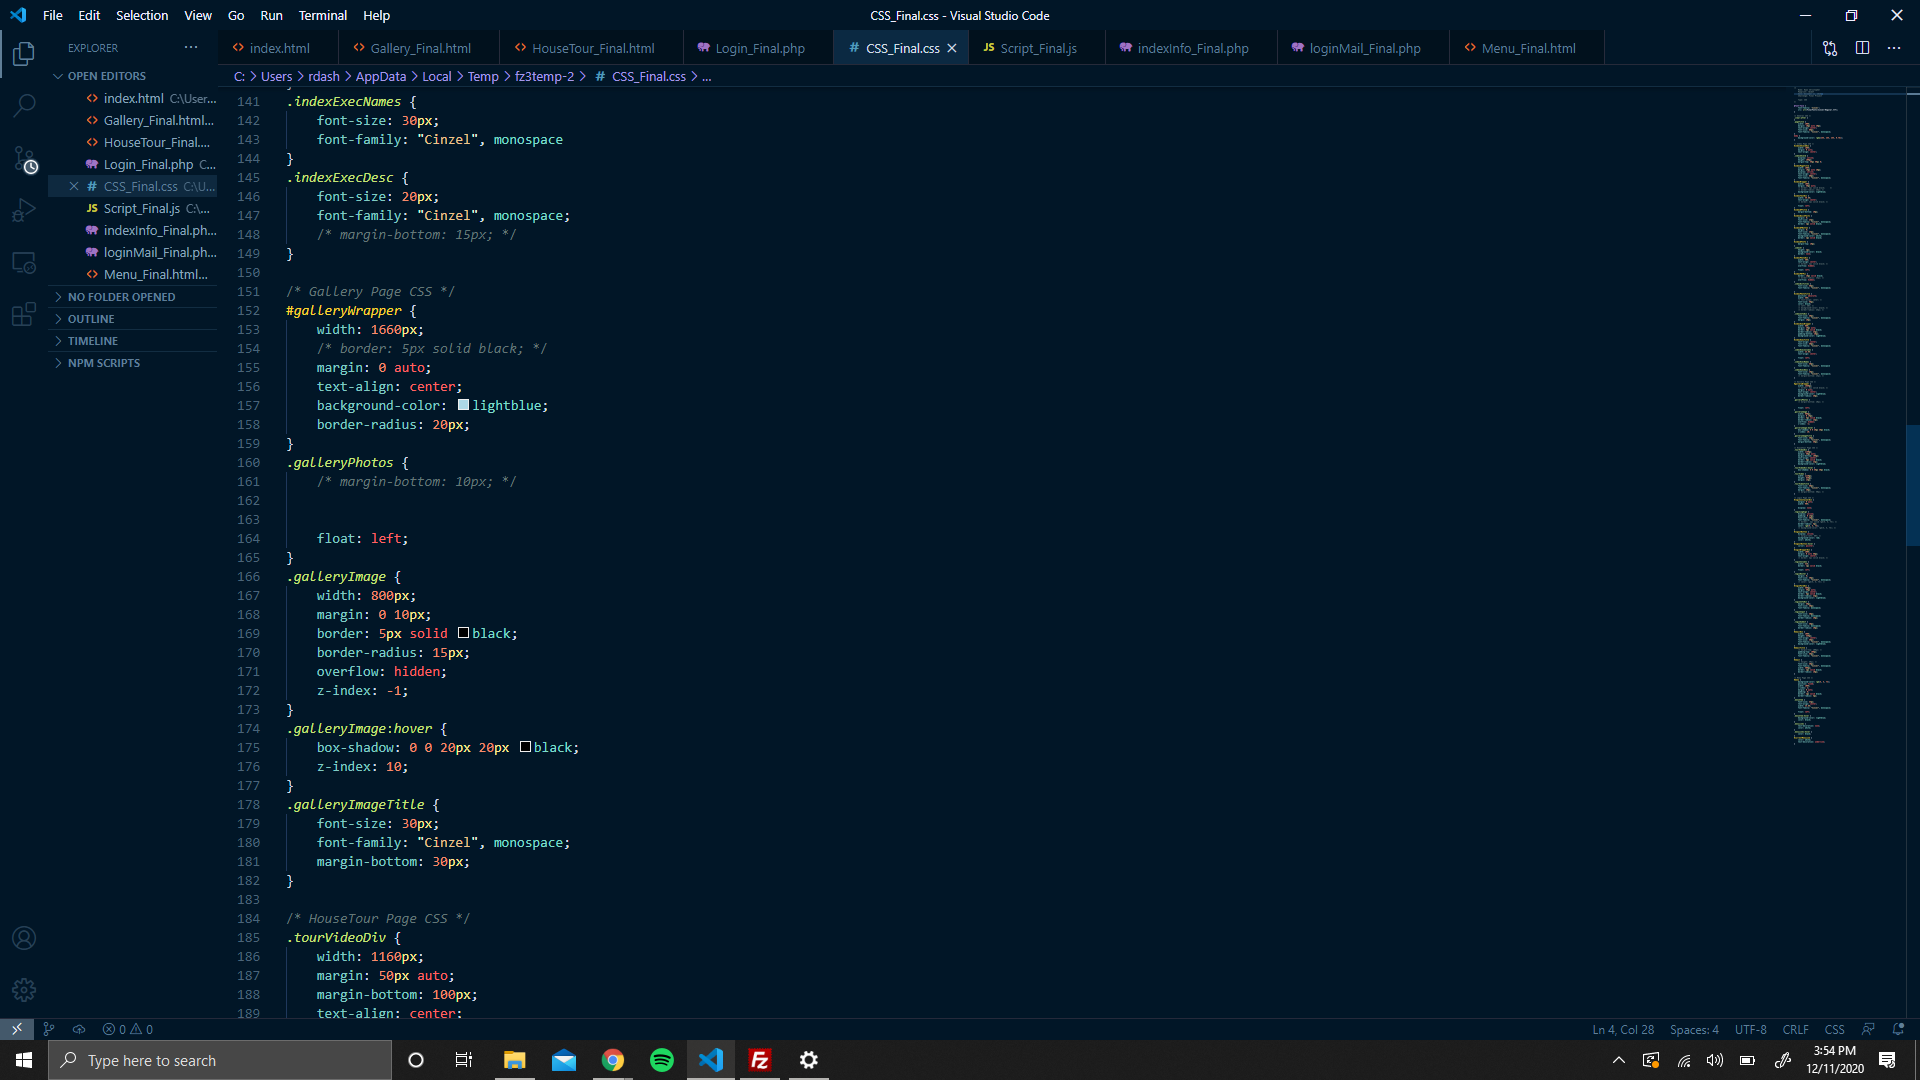 File Edit Selection View Go Run Terminal Help
CSS_Final.css - Visual Studio Code
EXPLORER
index.html
Gallery_Final.html
HouseTour_Final.html
Login_Final.php
CSS_Final.css
JS Script_Final.js
indexInfo_Final.php
loginMail_Final.php
Menu_Final.html
OPEN EDITORS
index.html C:\User...
Gallery_Final.html...
HouseTour_Final....
Login_Final.php C...
# CSS_Final.css C:\U...
JS Script_Final.js C:\...
indexInfo_Final.ph...
loginMail_Final.ph...
Menu_Final.html...
NO FOLDER OPENED
OUTLINE
TIMELINE
NPM SCRIPTS
C: > Users > rdash > AppData > Local > Temp > fz3temp-2 > # CSS_Final.css > ...
141 .indexExecNames {
142 font-size: 30px;
143 font-family: "Cinzel", monospace
144 }
145 .indexExecDesc {
146 font-size: 20px;
147 font-family: "Cinzel", monospace;
148 /* margin-bottom: 15px; */
149 }
150
151 /* Gallery Page CSS */
152 #galleryWrapper {
153 width: 1660px;
154 /* border: 5px solid black; */
155 margin: 0 auto;
156 text-align: center;
157 background-color: lightblue;
158 border-radius: 20px;
159 }
160 .galleryPhotos {
161 /* margin-bottom: 10px; */
162
163
164 float: left;
165 }
166 .galleryImage {
167 width: 800px;
168 margin: 0 10px;
169 border: 5px solid black;
170 border-radius: 15px;
171 overflow: hidden;
172 z-index: -1;
173 }
174 .galleryImage:hover {
175 box-shadow: 0 0 20px 20px black;
176 z-index: 10;
177 }
178 .galleryImageTitle {
179 font-size: 30px;
180 font-family: "Cinzel", monospace;
181 margin-bottom: 30px;
182 }
183
184 /* HouseTour Page CSS */
185 .tourVideoDiv {
186 width: 1160px;
187 margin: 50px auto;
188 margin-bottom: 100px;
189 text-align: center;
0 0
Ln 4, Col 28 Spaces: 4 UTF-8 CRLF CSS
Type here to search
Fz
3:54 PM
12/11/2020